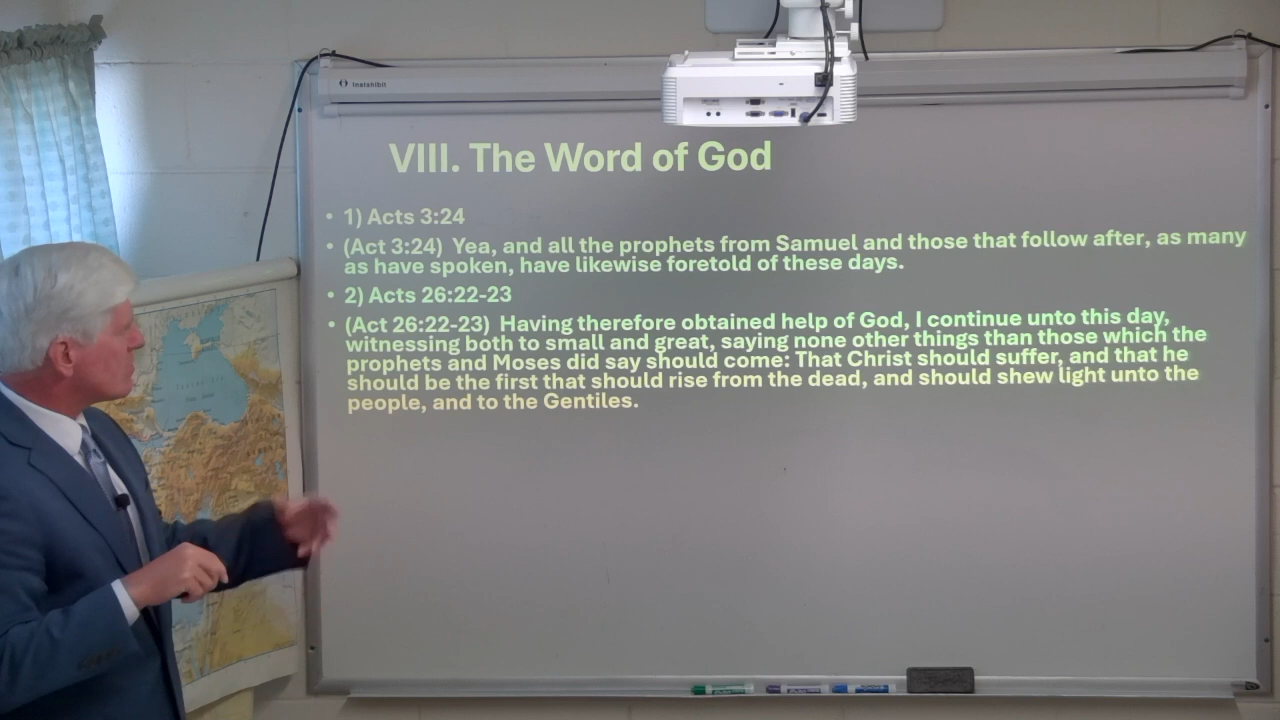 Instahibit
VIII. The Word of God
• 1) Acts 3:24
• (Act 3:24) Yea, and all the prophets from Samuel and those that follow after, as many
as have spoken, have likewise foretold of these days.
• 2) Acts 26:22-23
• (Act 26:22-23) Having therefore obtained help of God, I continue unto this day,
witnessing both to small and great, saying none other things than those which the
prophets and Moses did say should come: That Christ should suffer, and that he
should be the first that should rise from the dead, and should shew light unto the
people, and to the Gentiles.